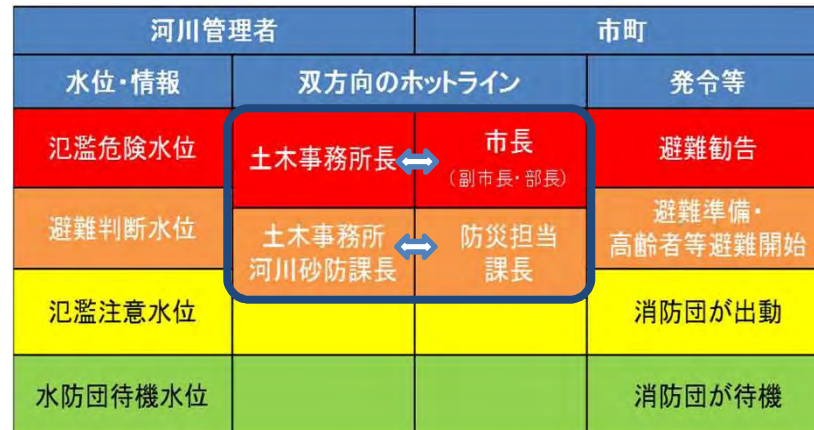 河川管理者
市町
水位・情報
双方向のホットライン
発令等
氾濫危険水位
土木事務所長
市長
（副市長・部長）
避難勧告
避難判断水位
土木事務所
河川砂防課長
防災担当
課長
避難準備・
高齢者等避難開始
氾濫注意水位
消防団が出動
水防団待機水位
消防団が待機